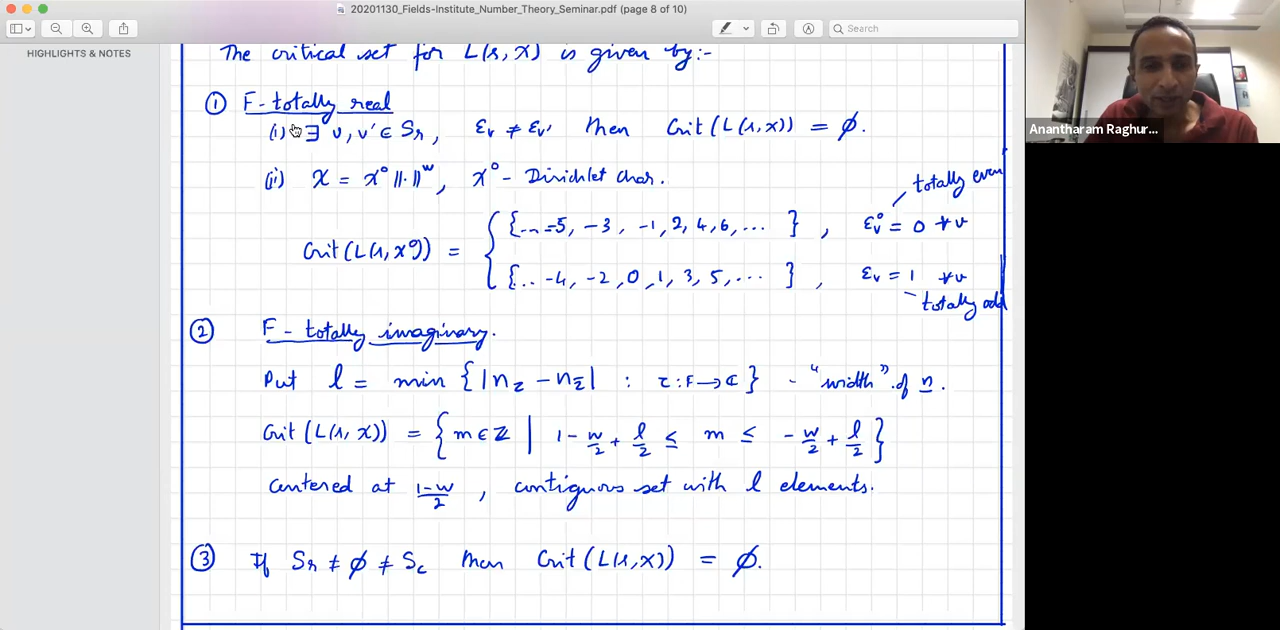 20201130_Fields-Institute_Number_Theory_Seminar.pdf (page 8 of 10)
Search
HIGHLIGHTS & NOTES
Anantharam Raghur...
The critical set for L(s, χ) is given by:-
① F-totally real
(i) ∃ v, v' ∈ Sr, εv ≠ εv' then Crit(L(s,χ)) = ∅.
(ii) χ = χ° ||·||^w, χ° - Dirichlet char.
totally even
Crit(L(s,χ°)) = { {... -5, -3, -1, 2, 4, 6, ... }, εv° = 0 ∀v
{.. -4, -2, 0, 1, 3, 5, ... }, εv = 1 ∀v
totally odd
② F-totally imaginary.
Put l = min {|nτ - nτ̄| : τ: F → ℂ} - "width" of n.
Crit(L(s, χ)) = {m ∈ ℤ | 1 - w/2 + l/2 ≤ m ≤ - w/2 + l/2}
centered at (1-w)/2, contiguous set with l elements.
③ If Sr ≠ ∅ ≠ Sc then Crit(L(s,χ)) = ∅.